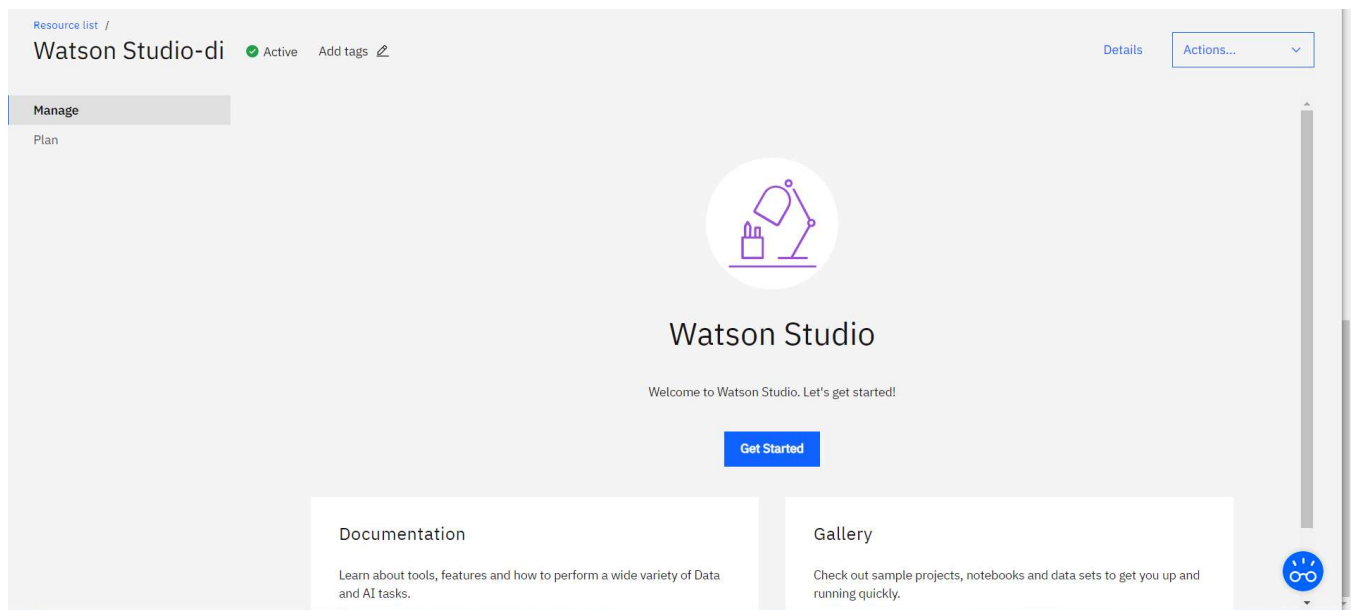 Resource list /
Watson Studio-di Active Add tags Details Actions...
Manage
Plan
Watson Studio
Welcome to Watson Studio. Let's get started!
Get Started
Documentation
Learn about tools, features and how to perform a wide variety of Data
and AI tasks.
Gallery
Check out sample projects, notebooks and data sets to get you up and
running quickly.